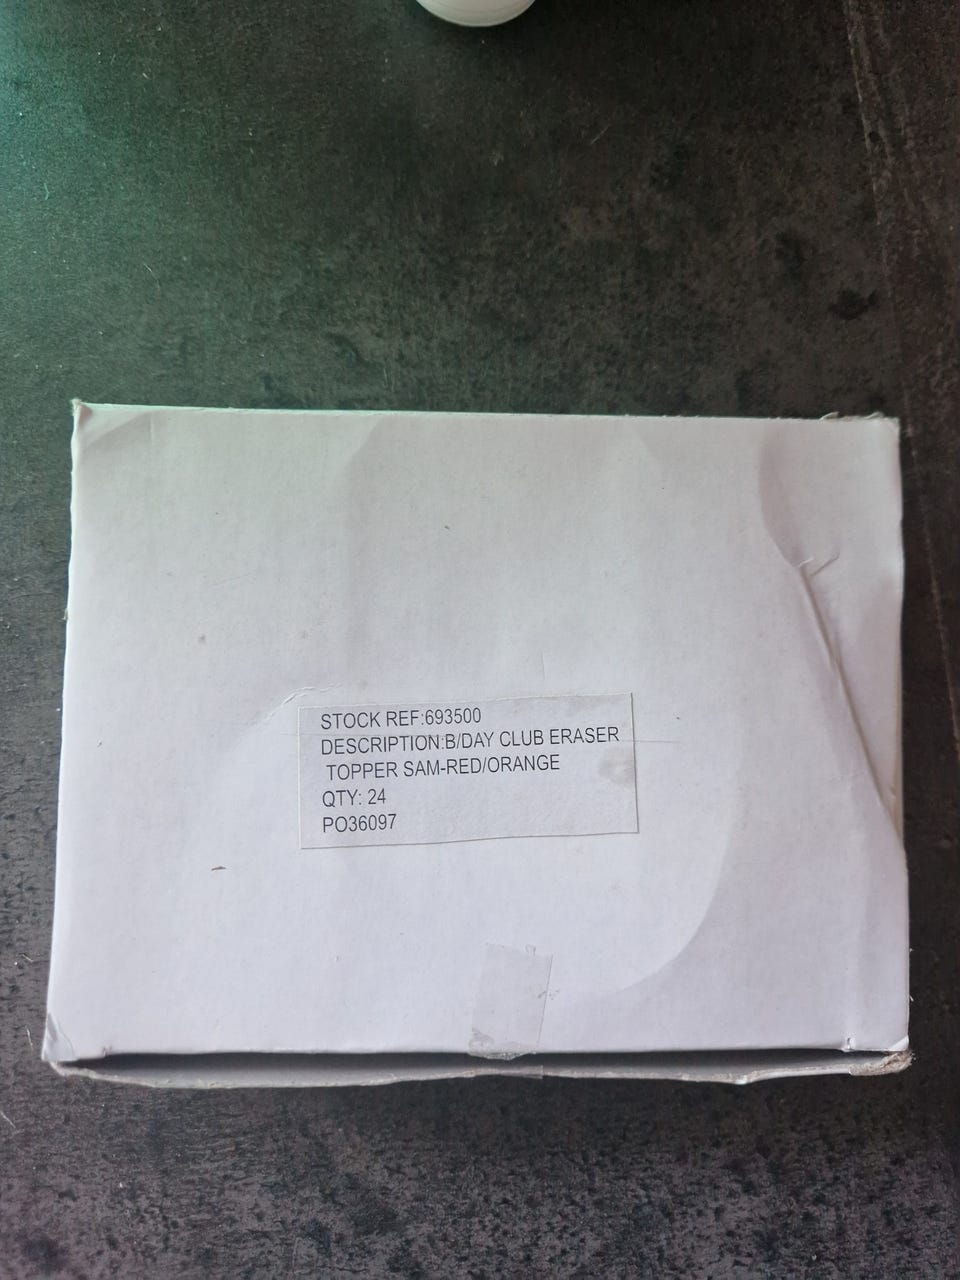 STOCK REF:693500
DESCRIPTION:B/DAY CLUB ERASER
TOPPER SAM-RED/ORANGE
QTY: 24
PO36097